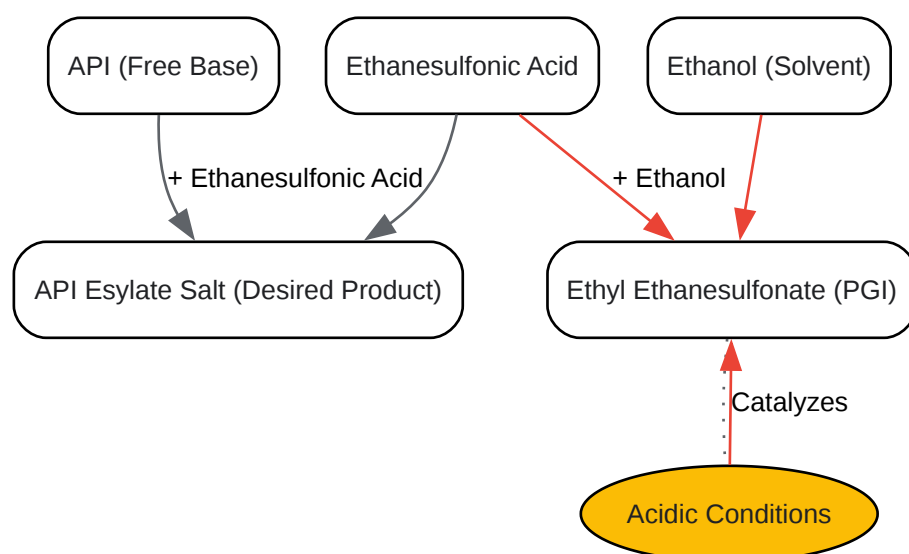 API (Free Base)
Ethanesulfonic Acid
Ethanol (Solvent)
+ Ethanesulfonic Acid
+ Ethanol
API Esylate Salt (Desired Product)
Ethyl Ethanesulfonate (PGI)
Catalyzes
Acidic Conditions